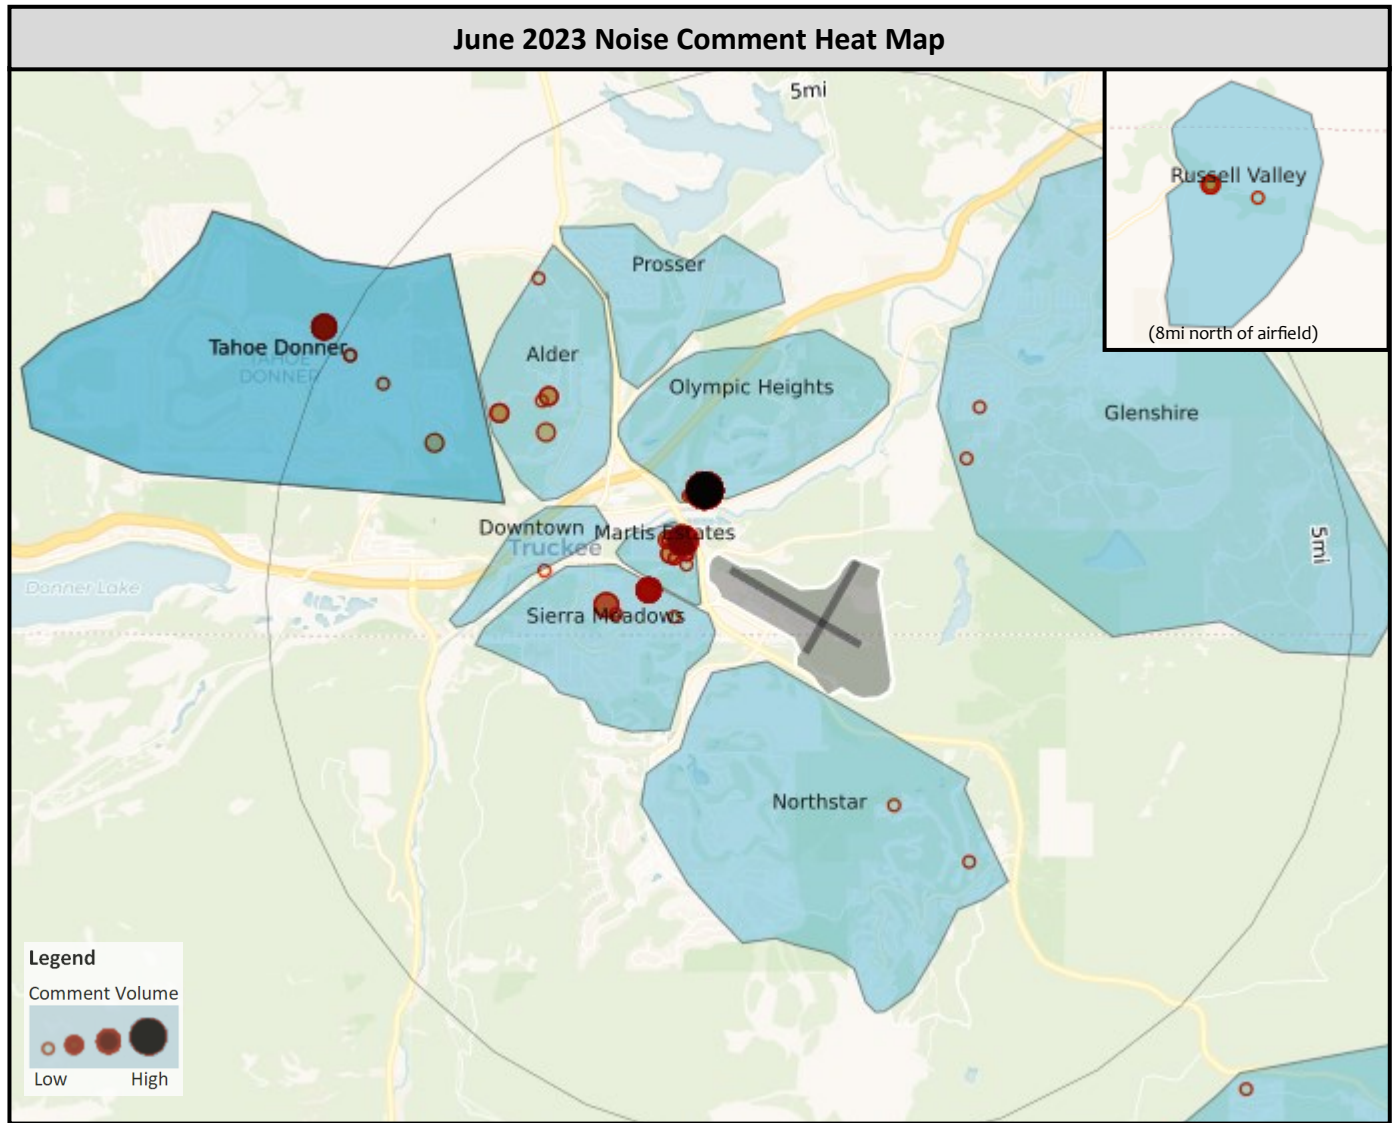 June 2023 Noise Comment Heat Map
5mi
Russell Valley
(8mi north of airfield)
Prosser
Tahoe Donner
TAHOE
DONNER
Alder
Olympic Heights
Glenshire
Downtown
Martis Estates
Truckee
5mi
Donner Lake
Sierra Meadows
Northstar
Legend
Comment Volume
Low
High